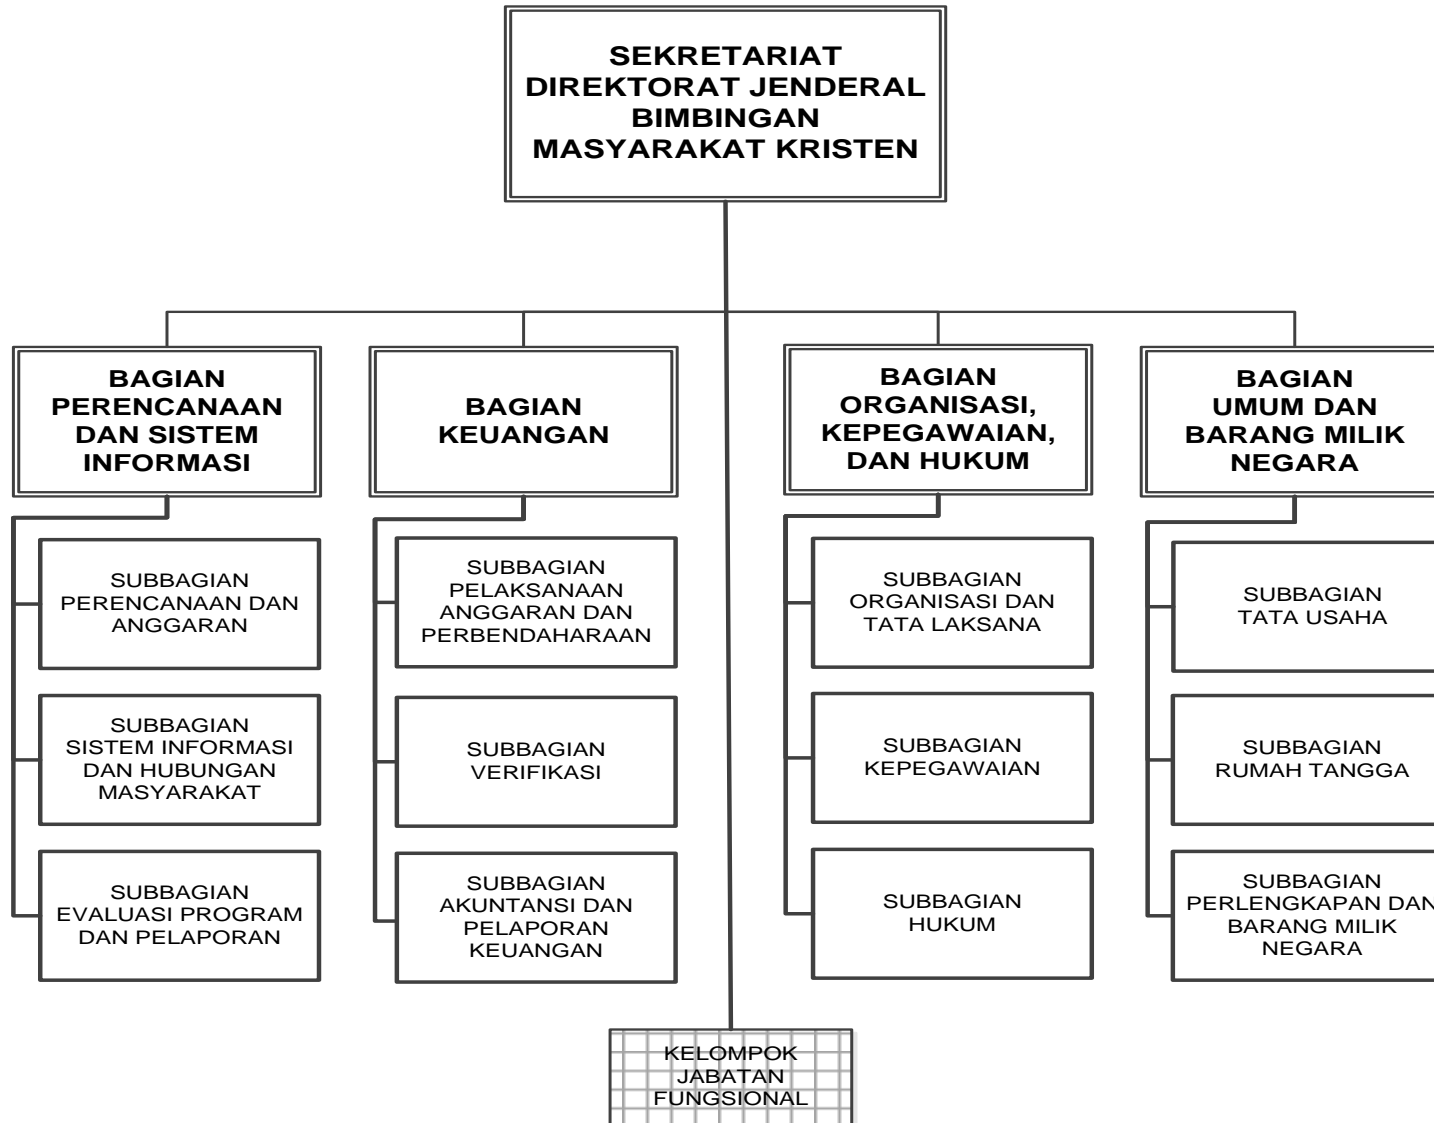 SEKRETARIAT
DIREKTORAT JENDERAL
BIMBINGAN
MASYARAKAT KRISTEN
BAGIAN
PERENCANAAN
DAN SISTEM
INFORMASI
BAGIAN
KEUANGAN
BAGIAN
ORGANISASI,
KEPEGAWAIAN,
DAN HUKUM
BAGIAN
UMUM DAN
BARANG MILIK
NEGARA
SUBBAGIAN
PERENCANAAN DAN
ANGGARAN
SUBBAGIAN
PELAKSANAAN
ANGGARAN DAN
PERBENDAHARAAN
SUBBAGIAN
ORGANISASI DAN
TATA LAKSANA
SUBBAGIAN
TATA USAHA
SUBBAGIAN
SISTEM INFORMASI
DAN HUBUNGAN
MASYARAKAT
SUBBAGIAN
VERIFIKASI
SUBBAGIAN
KEPEGAWAIAN
SUBBAGIAN
RUMAH TANGGA
SUBBAGIAN
EVALUASI PROGRAM
DAN PELAPORAN
SUBBAGIAN
AKUNTANSI DAN
PELAPORAN
KEUANGAN
SUBBAGIAN
HUKUM
SUBBAGIAN
PERLENGKAPAN DAN
BARANG MILIK
NEGARA
KELOMPOK
JABATAN
FUNGSIONAL